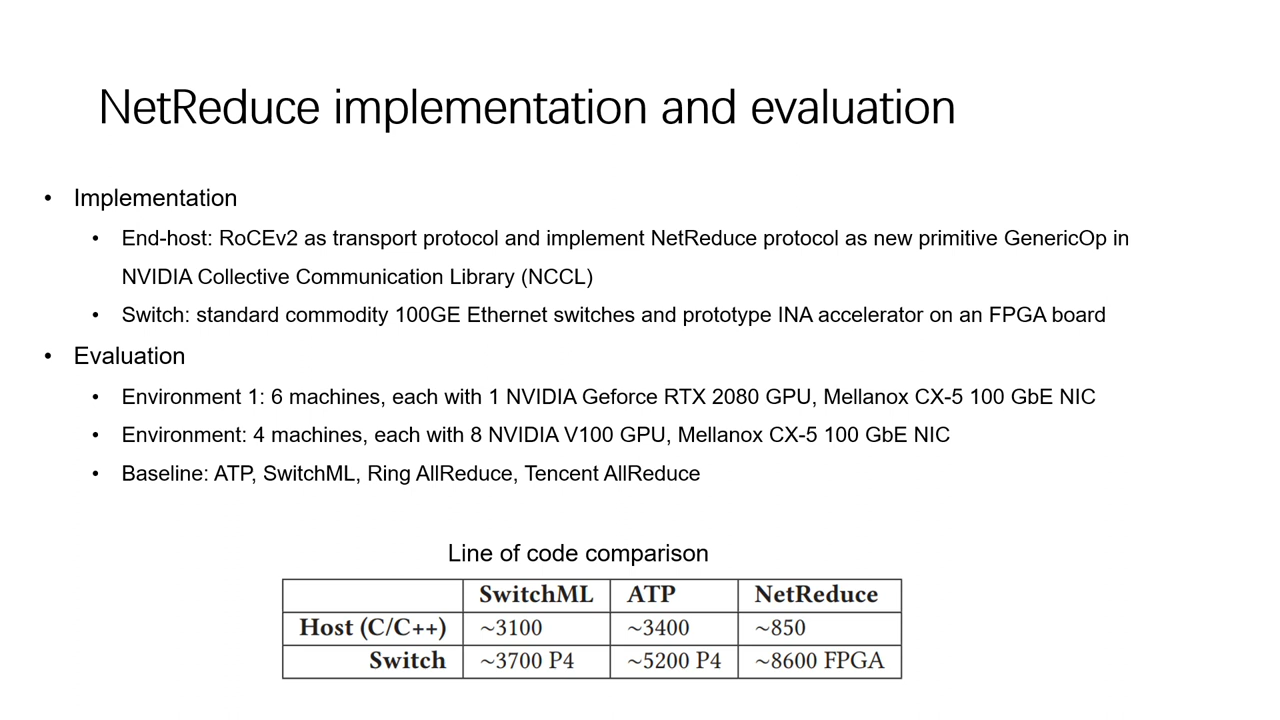 NetReduce implementation and evaluation
• Implementation
• End-host: RoCEv2 as transport protocol and implement NetReduce protocol as new primitive GenericOp in
NVIDIA Collective Communication Library (NCCL)
• Switch: standard commodity 100GE Ethernet switches and prototype INA accelerator on an FPGA board
• Evaluation
• Environment 1: 6 machines, each with 1 NVIDIA Geforce RTX 2080 GPU, Mellanox CX-5 100 GbE NIC
• Environment: 4 machines, each with 8 NVIDIA V100 GPU, Mellanox CX-5 100 GbE NIC
• Baseline: ATP, SwitchML, Ring AllReduce, Tencent AllReduce
Line of code comparison
SwitchML ATP NetReduce
Host (C/C++) ~3100 ~3400 ~850
Switch ~3700 P4 ~5200 P4 ~8600 FPGA